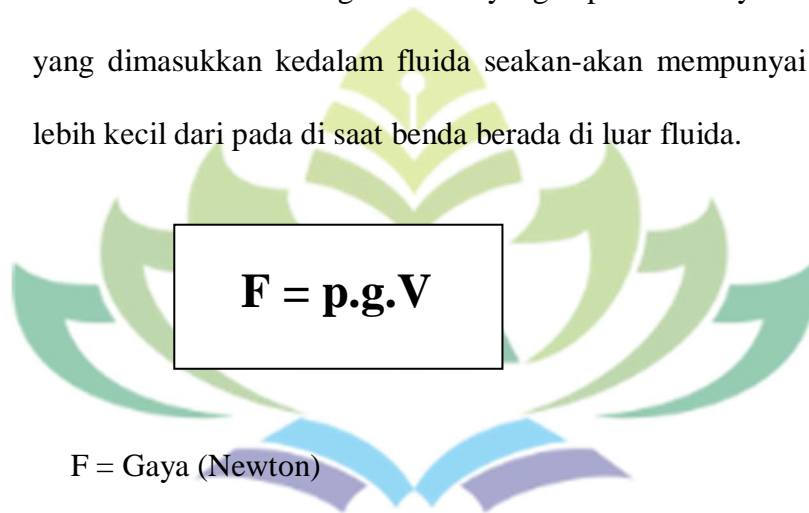 yang dimasukkan kedalam fluida seakan-akan mempunyai
lebih kecil dari pada di saat benda berada di luar fluida.
F = p.g.V
F = Gaya (Newton)